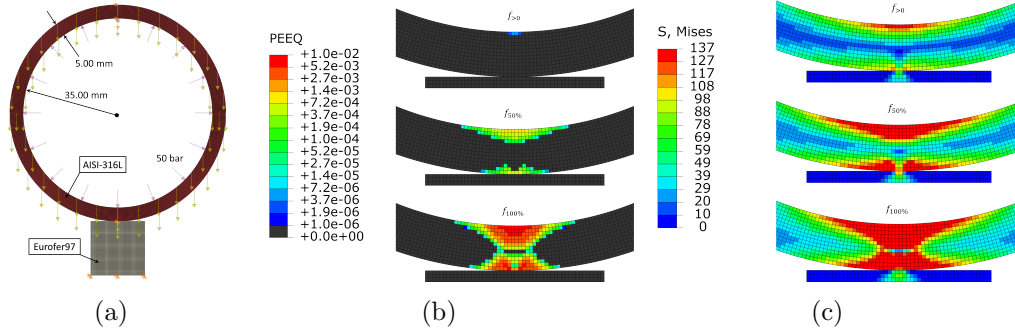 5.00 mm
35.00 mm
50 bar
AISI-316L
Eurofer97
(a)
PEEQ
+1.0e-02
+5.2e-03
+2.7e-03
+1.4e-03
+7.2e-04
+3.7e-04
+1.9e-04
+1.0e-04
+5.2e-05
+2.7e-05
+1.4e-05
+7.2e-06
+3.7e-06
+1.9e-06
+1.0e-06
+0.0e+00
f>0
f50%
f100%
(b)
S, Mises
137
127
117
108
98
88
78
69
59
49
39
29
20
10
0
f>0
f50%
f100%
(c)